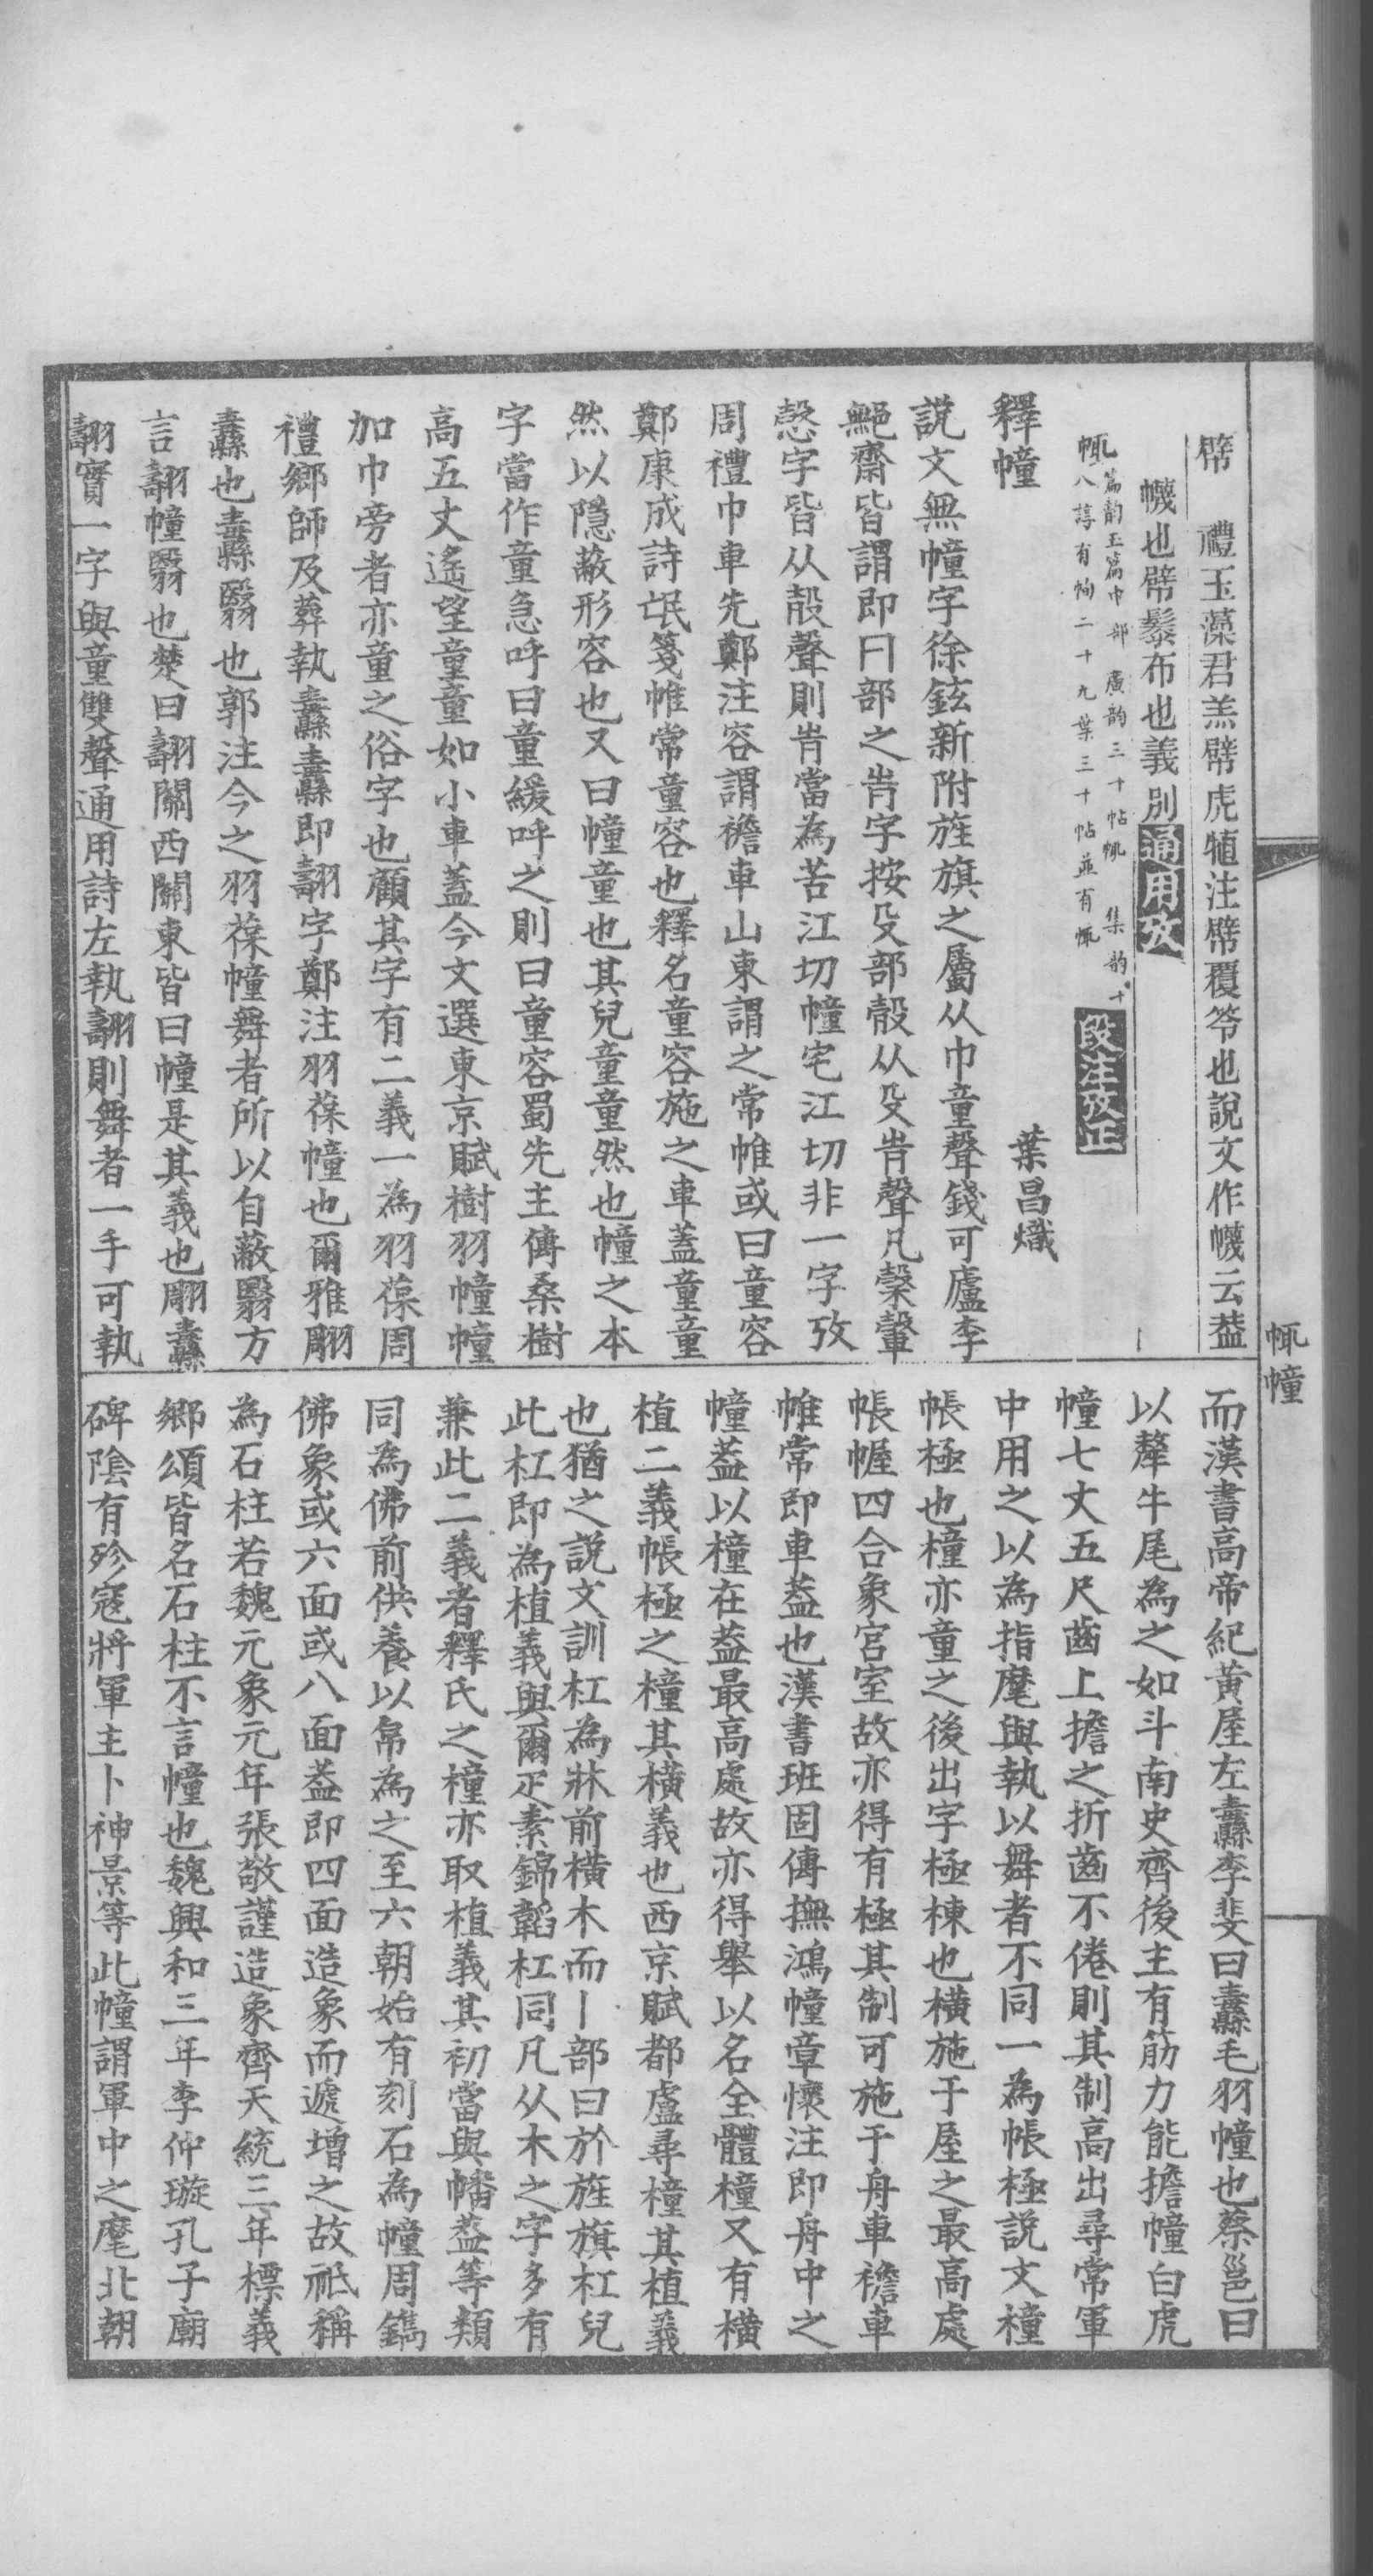 幦　禮玉藻君羔幦虎犆注幦覆笭也說文作幭云葢
幭也幦鬃布也義別通用攷
㡇篇韵玉篇巾部　廣韵三十帖㡇　集韵十
八諄有㡇二十九葉三十帖並有㡇
段注攷正
釋幢
葉昌熾
說文無幢字徐鉉新附旌旗之屬从巾童聲錢可廬李
䰾齋皆謂即曰部之𡴆字按殳部㱿从殳𡴆聲凡㯏䡰
慤字皆从㱿聲則𡴆當為苦江切幢宅江切非一字攷
周禮巾車先鄭注容謂襜車山東謂之常帷或曰童容
鄭康成詩氓箋帷常童容也釋名童容施之車蓋童童
然以隱蔽形容也又曰幢童也其皃童童然也幢之本
字當作童急呼曰童緩呼之則曰童容蜀先主傳桑樹
高五丈遙望童童如小車蓋今文選東京賦樹羽幢幢
加巾旁者亦童之俗字也顧其字有二義一為羽葆周
禮鄉師及葬執纛纛即翿字鄭注羽葆幢也爾雅翢
纛也纛翳也郭注今之羽葆幢舞者所以自蔽翳方
言翿幢翳也楚曰翿關西關東皆曰幢是其義也翢纛
翿實一字與童雙聲通用詩左執翿則舞者一手可執
㡇幢
而漢書高帝紀黃屋左纛李斐曰纛毛羽幢也蔡邕曰
以犛牛尾為之如斗南史齊後主有筋力能擔幢白虎
幢七丈五尺齒上擔之折齒不倦則其制高出尋常軍
中用之以為指麾與執以舞者不同一為帳極說文橦
帳極也橦亦童之後出字極棟也橫施于屋之最高處
帳幄四合象宮室故亦得有極其制可施于舟車襜車
帷常即車葢也漢書班固傳撫鴻幢章懷注即舟中之
幢葢以橦在葢最高處故亦得舉以名全體橦又有橫
植二義帳極之橦其橫義也西京賦都盧尋橦其植義
也猶之說文訓杠為牀前橫木而丨部曰於旌旗杠皃
此杠即為植義與爾疋素錦韜杠同凡从木之字多有
兼此二義者釋氏之橦亦取植義其初當與幡葢等類
同為佛前供養以帛為之至六朝始有刻石為幢周鐫
佛象或六面或八面葢即四面造象而遞增之故祗稱
為石柱若魏元象元年張敬謹造象齊天統三年標義
鄉頌皆名石柱不言幢也魏興和三年李仲璇孔子廟
碑陰有殄寇將軍主卜神景等此幢謂軍中之麾北朝